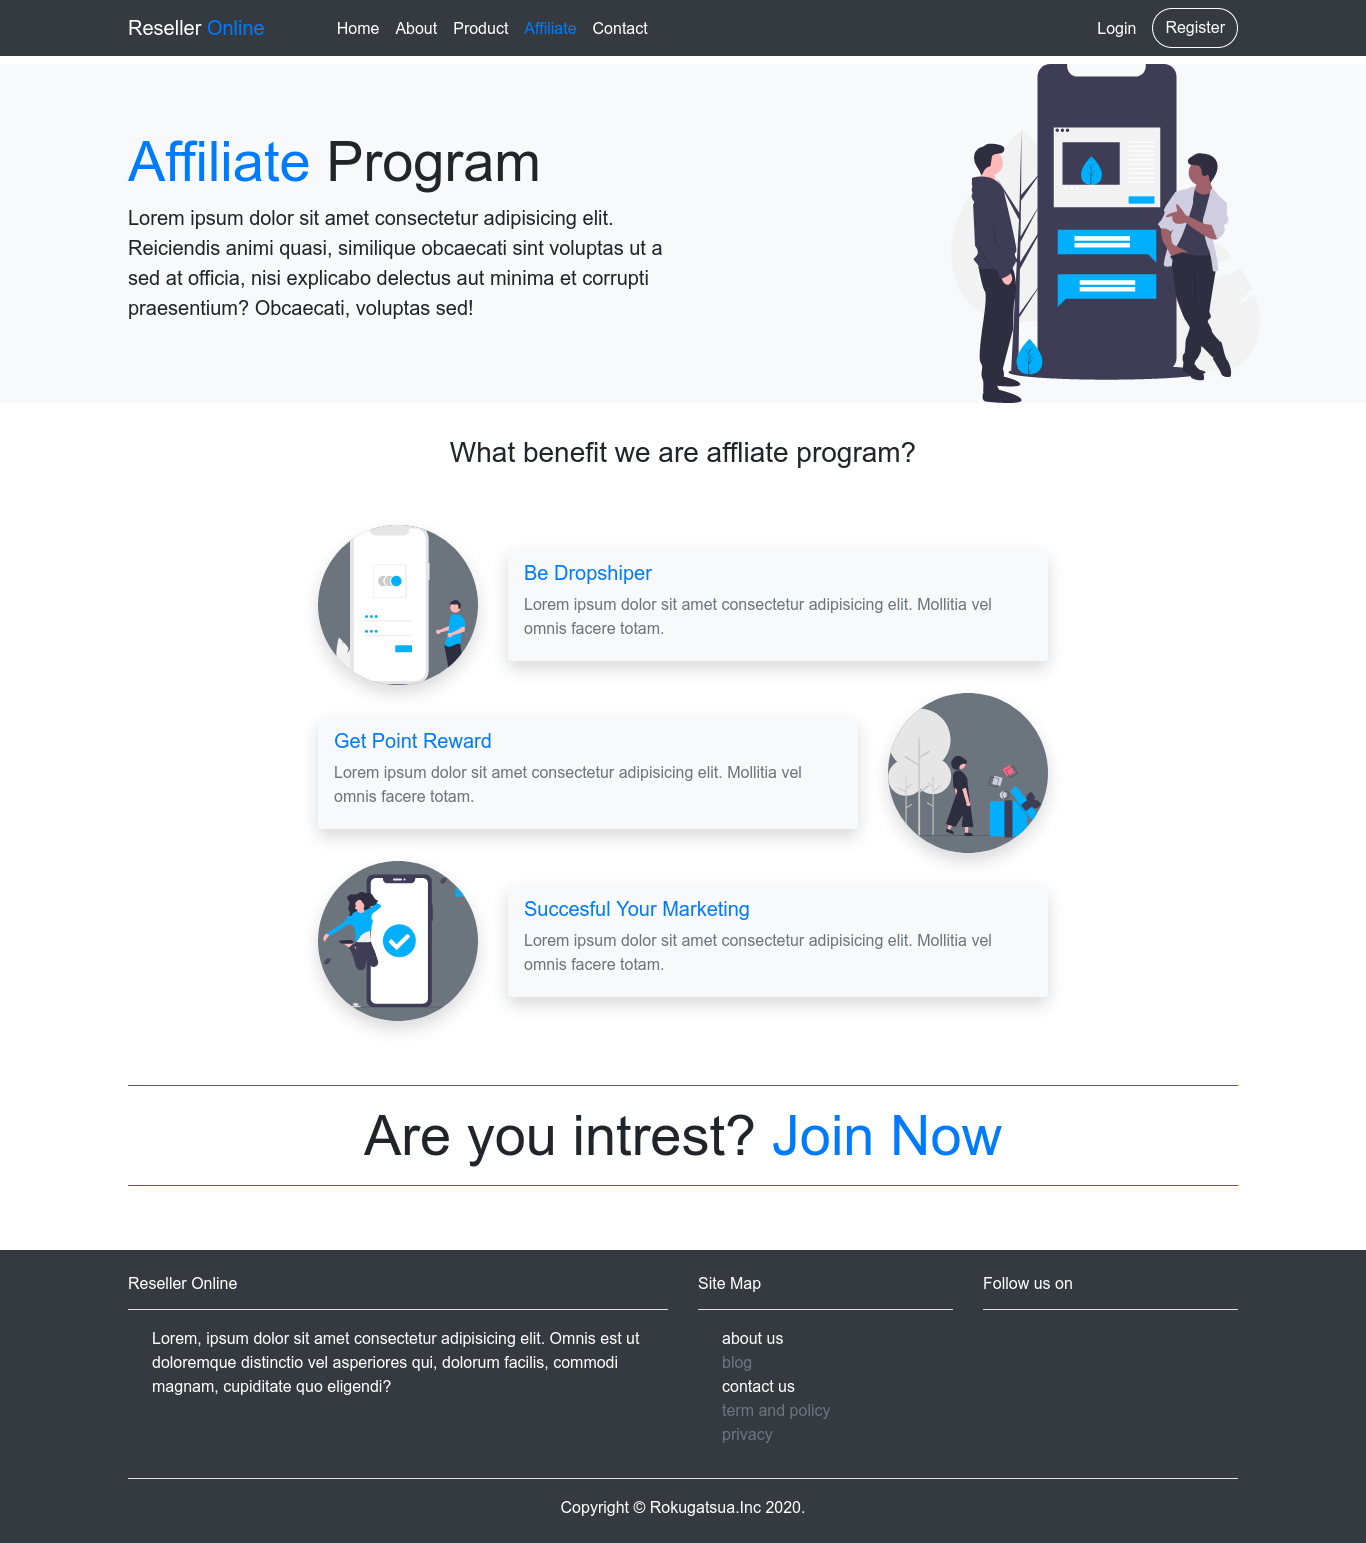 Reseller Online
Home About Product Affiliate Contact
Login Register
Affiliate Program
Lorem ipsum dolor sit amet consectetur adipisicing elit.
Reiciendis animi quasi, similique obcaecati sint voluptas ut a
sed at officia, nisi explicabo delectus aut minima et corrupti
praesentium? Obcaecati, voluptas sed!
What benefit we are affliate program?
Be Dropshiper
Lorem ipsum dolor sit amet consectetur adipisicing elit. Mollitia vel
omnis facere totam.
Get Point Reward
Lorem ipsum dolor sit amet consectetur adipisicing elit. Mollitia vel
omnis facere totam.
Succesful Your Marketing
Lorem ipsum dolor sit amet consectetur adipisicing elit. Mollitia vel
omnis facere totam.
Are you intrest? Join Now
Reseller Online
Lorem, ipsum dolor sit amet consectetur adipisicing elit. Omnis est ut
doloremque distinctio vel asperiores qui, dolorum facilis, commodi
magnam, cupiditate quo eligendi?
Site Map
about us
blog
contact us
term and policy
privacy
Follow us on
Copyright © Rokugatsua.Inc 2020.